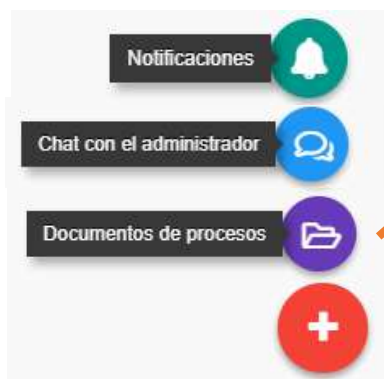 Notificaciones
Chat con el administrador
Documentos de procesos